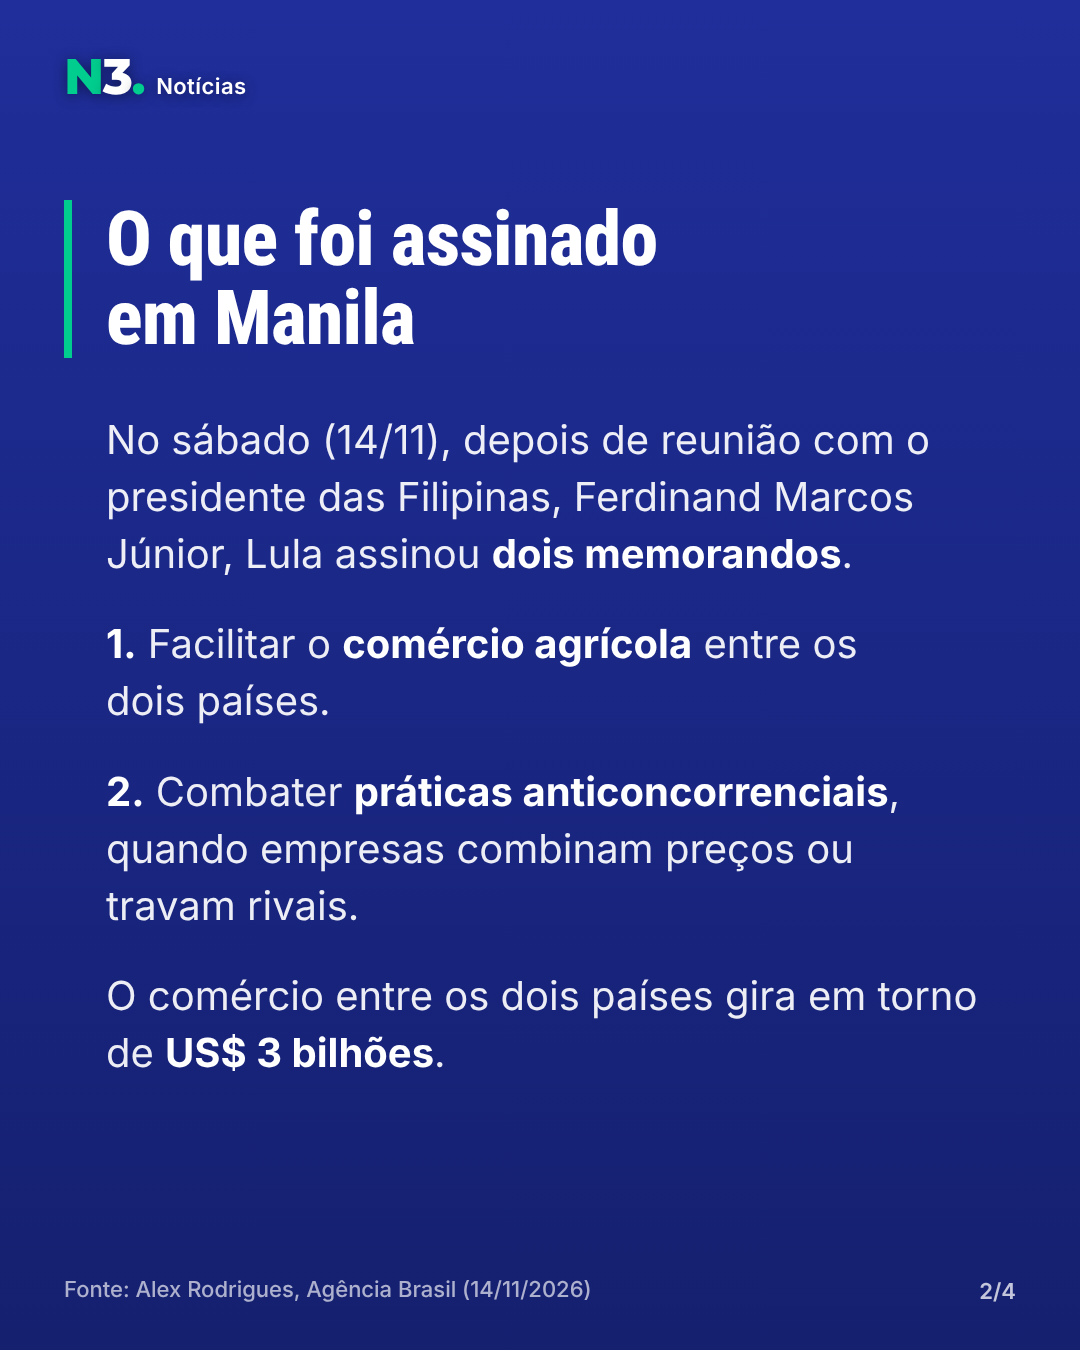 N3. Notícias
O que foi assinado
em Manila
No sábado (14/11), depois de reunião com o
presidente das Filipinas, Ferdinand Marcos
Júnior, Lula assinou dois memorandos.
1. Facilitar o comércio agrícola entre os
dois países.
2. Combater práticas anticoncorrenciais,
quando empresas combinam preços ou
travam rivais.
O comércio entre os dois países gira em torno
de US$ 3 bilhões.
Fonte: Alex Rodrigues, Agência Brasil (14/11/2026)
2/4